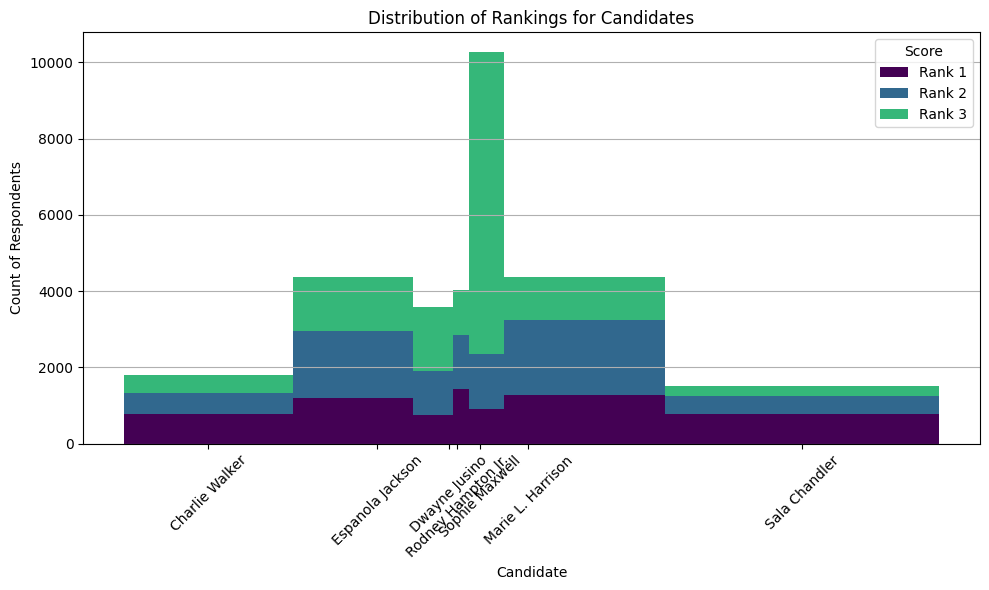 Distribution of Rankings for Candidates
Score
Rank 1
Rank 2
Rank 3
Count of Respondents
10000
8000
6000
4000
2000
0
Charlie Walker
Espanola Jackson
Dwayne Jusino
Rodney Hampton Jr.
Sophie Maxwell
Marie L. Harrison
Sala Chandler
Candidate